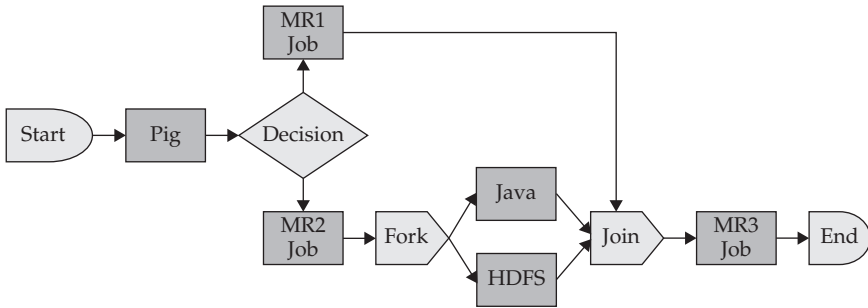 MR1
Job
Start
Pig
Decision
Java
MR2
Job
Fork
Join
MR3
Job
End
HDFS